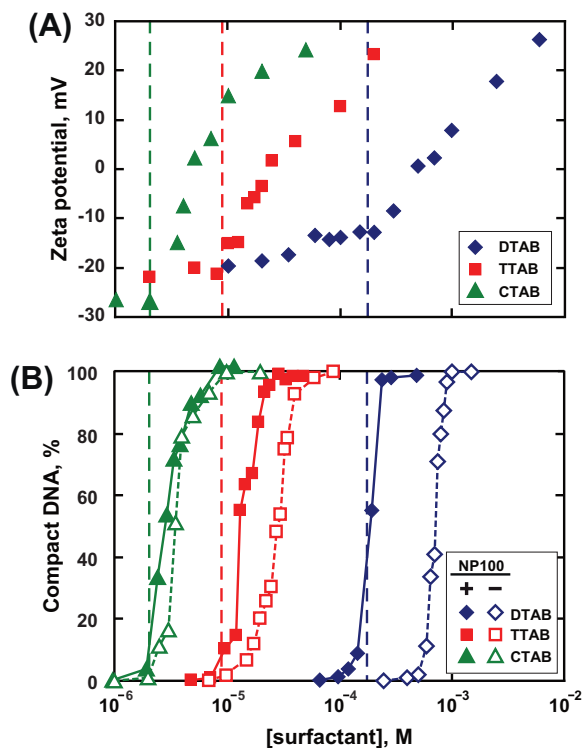 (A)
Zeta potential, mV
30
20
10
0
-10
-20
-30
DTAB
TTAB
CTAB
(B)
Compact DNA, %
100
80
60
40
20
0
NP100
+ −
DTAB
TTAB
CTAB
10⁻⁶ 10⁻⁵ 10⁻⁴ 10⁻³ 10⁻²
[surfactant], M